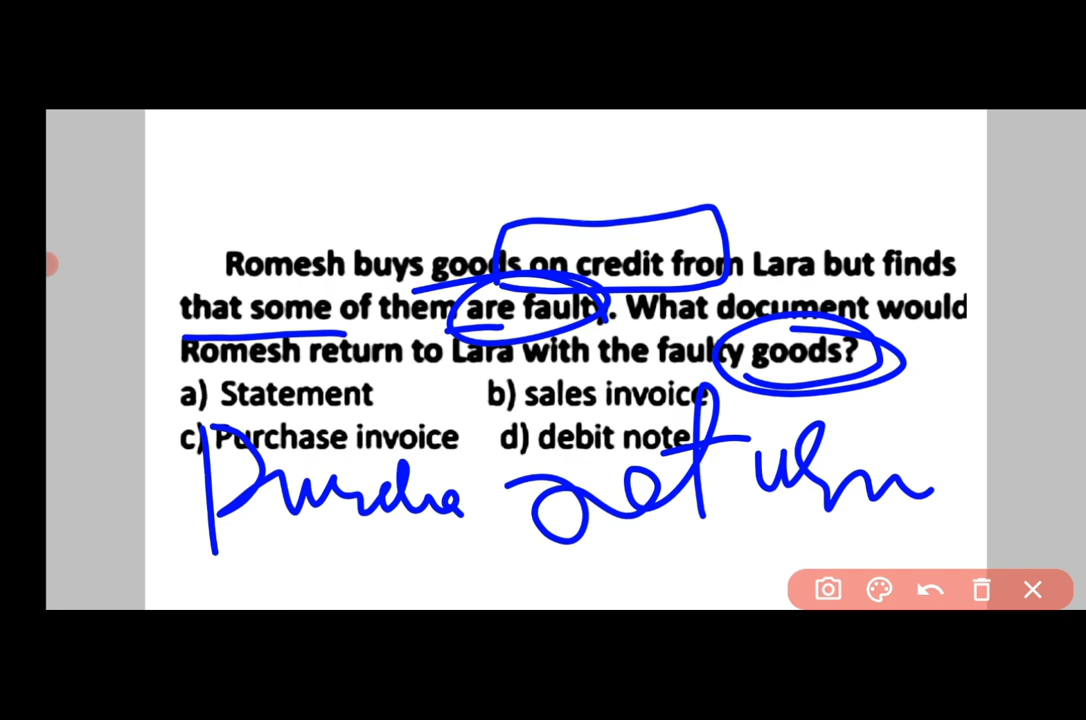 Romesh buys goods on credit from Lara but finds
that some of them are faulty. What document would
Romesh return to Lara with the faulty goods?
a) Statement b) sales invoice
c) Purchase invoice d) debit note
Purcha return